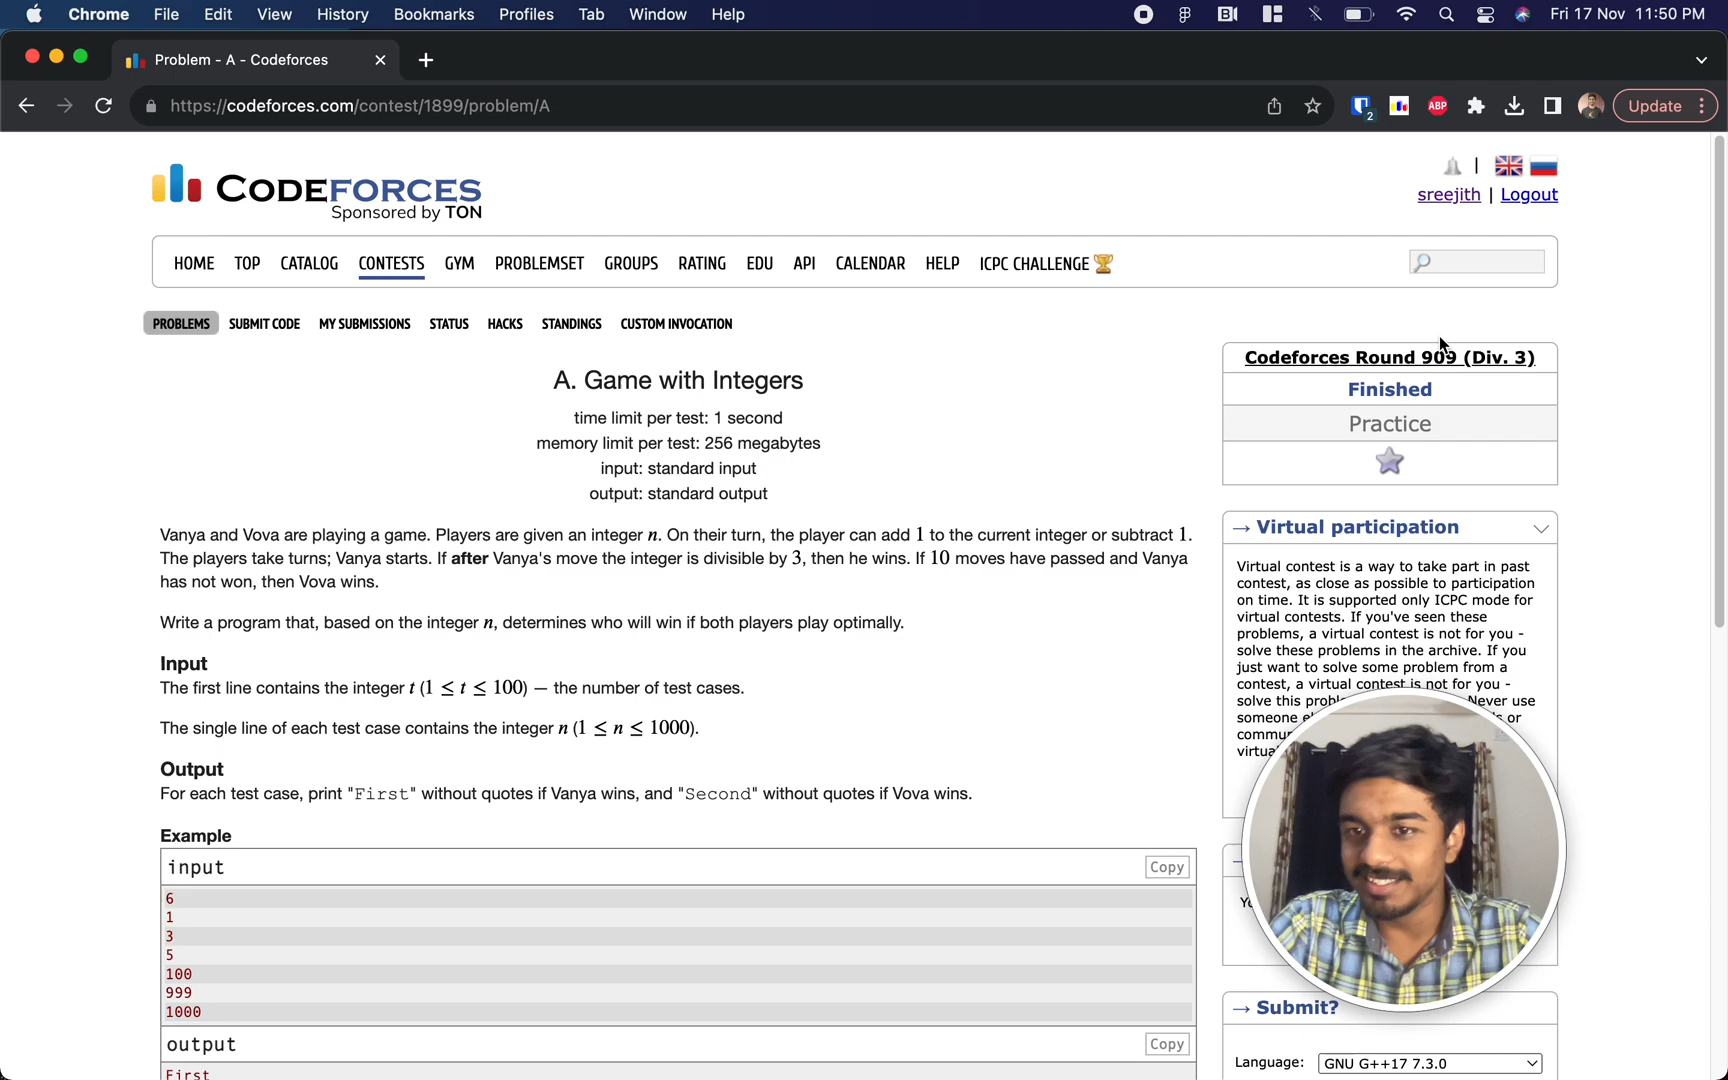 Chrome File Edit View History Bookmarks Profiles Tab Window Help Fri 17 Nov 11:50 PM
Problem - A - Codeforces
https://codeforces.com/contest/1899/problem/A
2
ABP
Update
CODEFORCES
Sponsored by TON
sreejith | Logout
HOME TOP CATALOG CONTESTS GYM PROBLEMSET GROUPS RATING EDU API CALENDAR HELP ICPC CHALLENGE
PROBLEMS SUBMIT CODE MY SUBMISSIONS STATUS HACKS STANDINGS CUSTOM INVOCATION
A. Game with Integers
time limit per test: 1 second
memory limit per test: 256 megabytes
input: standard input
output: standard output
Vanya and Vova are playing a game. Players are given an integer n. On their turn, the player can add 1 to the current integer or subtract 1.
The players take turns; Vanya starts. If after Vanya's move the integer is divisible by 3, then he wins. If 10 moves have passed and Vanya
has not won, then Vova wins.
Write a program that, based on the integer n, determines who will win if both players play optimally.
Input
The first line contains the integer t (1 ≤ t ≤ 100) — the number of test cases.
The single line of each test case contains the integer n (1 ≤ n ≤ 1000).
Output
For each test case, print "First" without quotes if Vanya wins, and "Second" without quotes if Vova wins.
Example
input
Copy
6
1
3
5
100
999
1000
output
Copy
First
Codeforces Round 909 (Div. 3)
Finished
Practice
→ Virtual participation
Virtual contest is a way to take part in past
contest, as close as possible to participation
on time. It is supported only ICPC mode for
virtual contests. If you've seen these
problems, a virtual contest is not for you -
solve these problems in the archive. If you
just want to solve some problem from a
contest, a virtual contest is not for you -
solve this Never use
someone or
→ Submit?
Language: GNU G++17 7.3.0